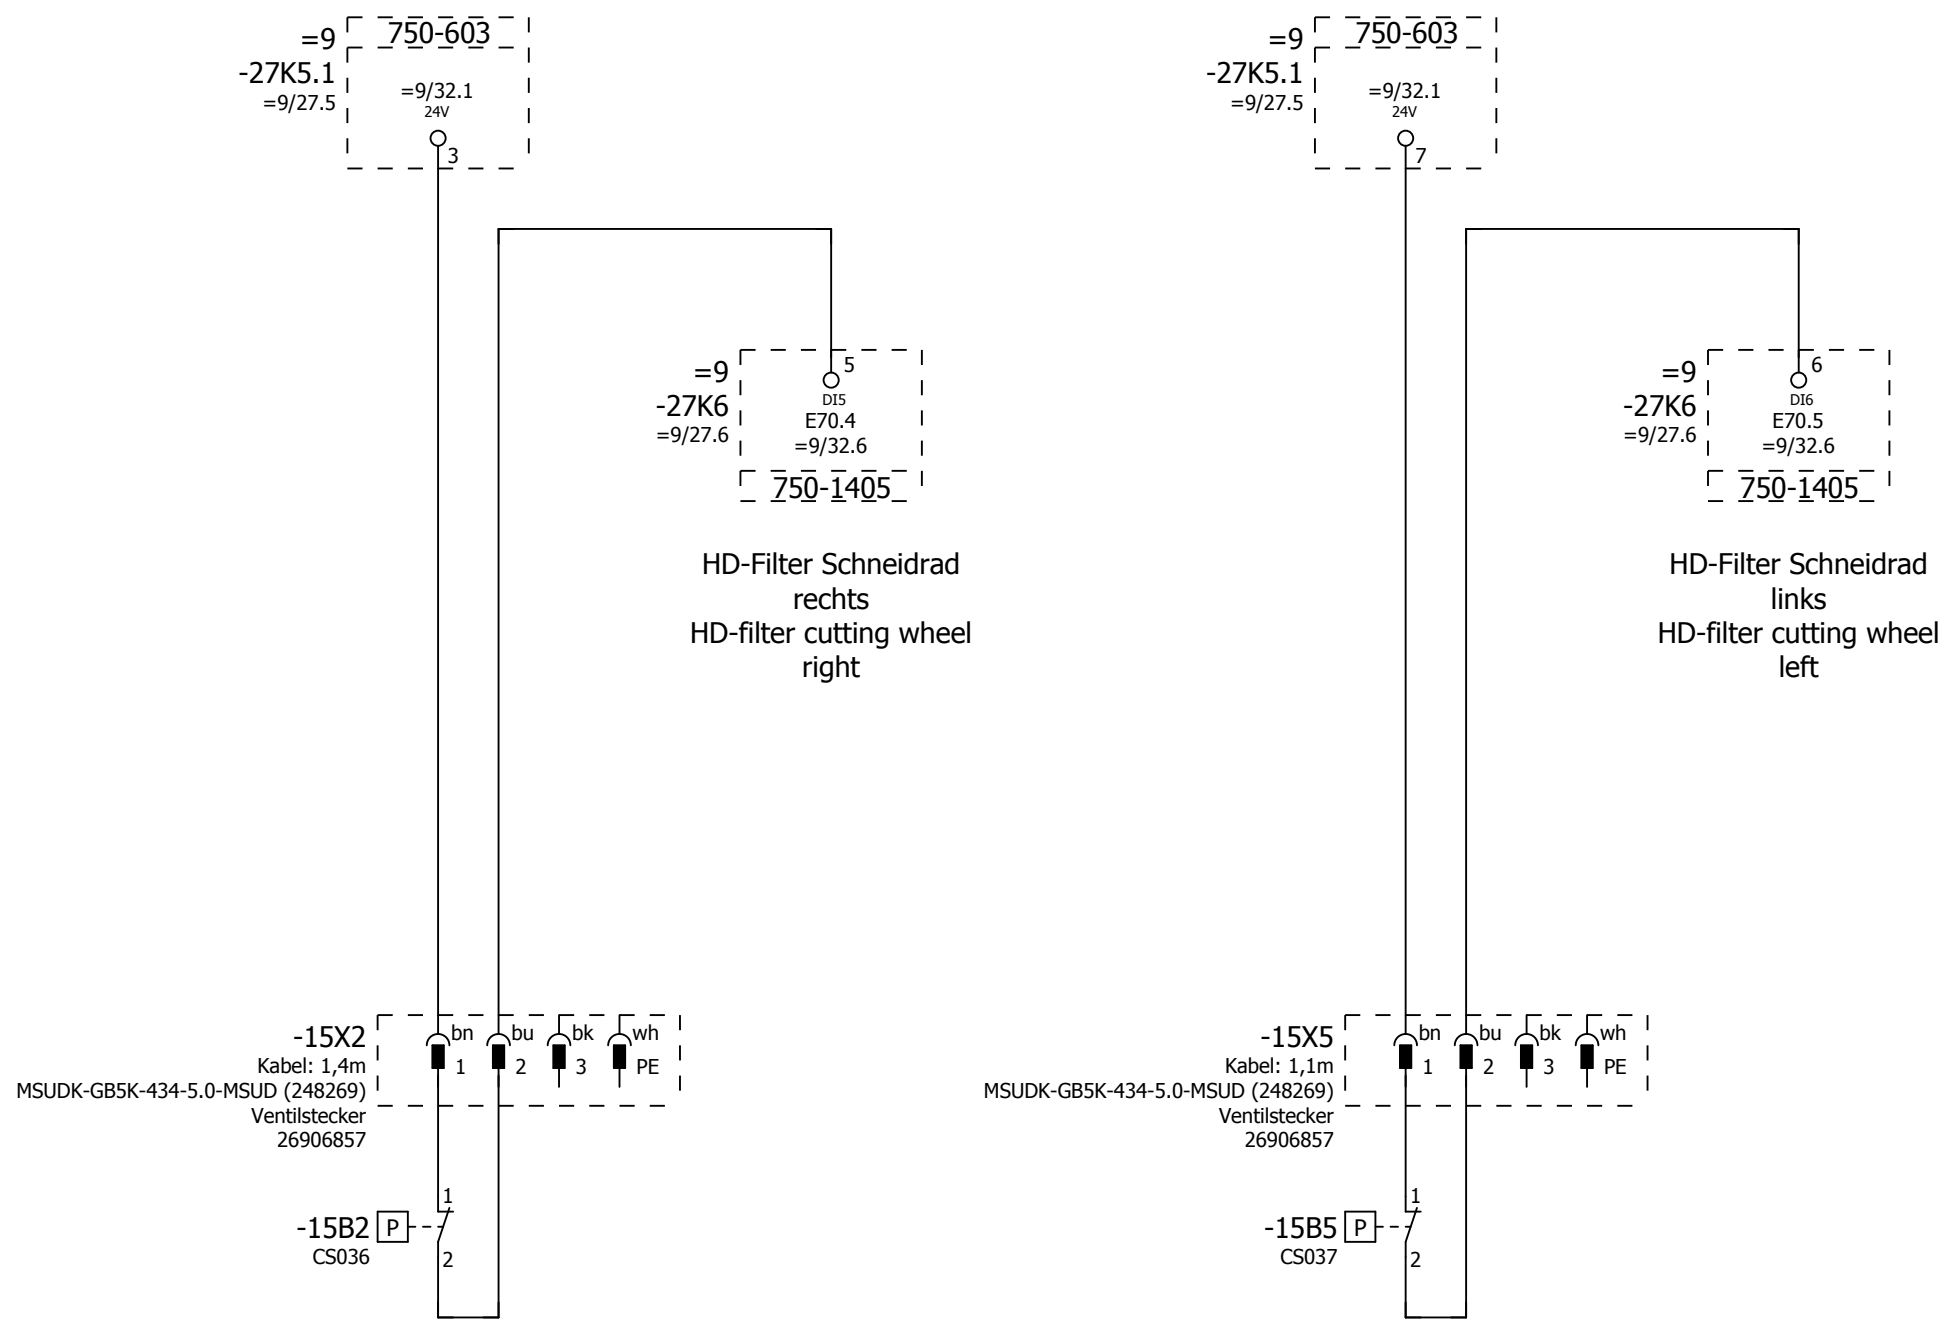 =9
750-603
-27K5.1
=9/27.5
=9/32.1
24V
3
=9
-27K6
=9/27.6
5
DI5
E70.4
=9/32.6
750-1405
HD-Filter Schneidrad
rechts
HD-filter cutting wheel
right
-15X2
Kabel: 1,4m
MSUDK-GB5K-434-5.0-MSUD (248269)
Ventilstecker
26906857
bn bu bk wh
1 2 3 PE
-15B2
CS036
P
1
2
=9
750-603
-27K5.1
=9/27.5
=9/32.1
24V
7
=9
-27K6
=9/27.6
6
DI6
E70.5
=9/32.6
750-1405
HD-Filter Schneidrad
links
HD-filter cutting wheel
left
-15X5
Kabel: 1,1m
MSUDK-GB5K-434-5.0-MSUD (248269)
Ventilstecker
26906857
bn bu bk wh
1 2 3 PE
-15B5
CS037
P
1
2